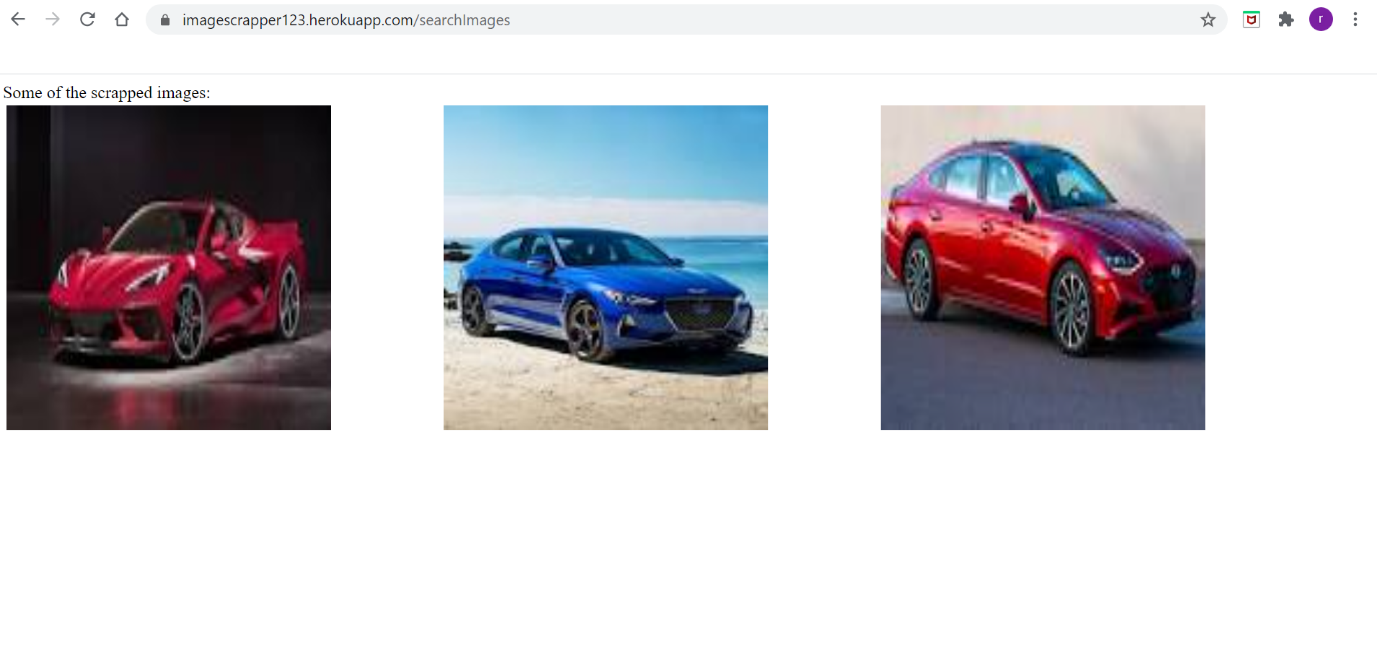 imagescrapper123.herokuapp.com/searchImages
r
Some of the scrapped images: